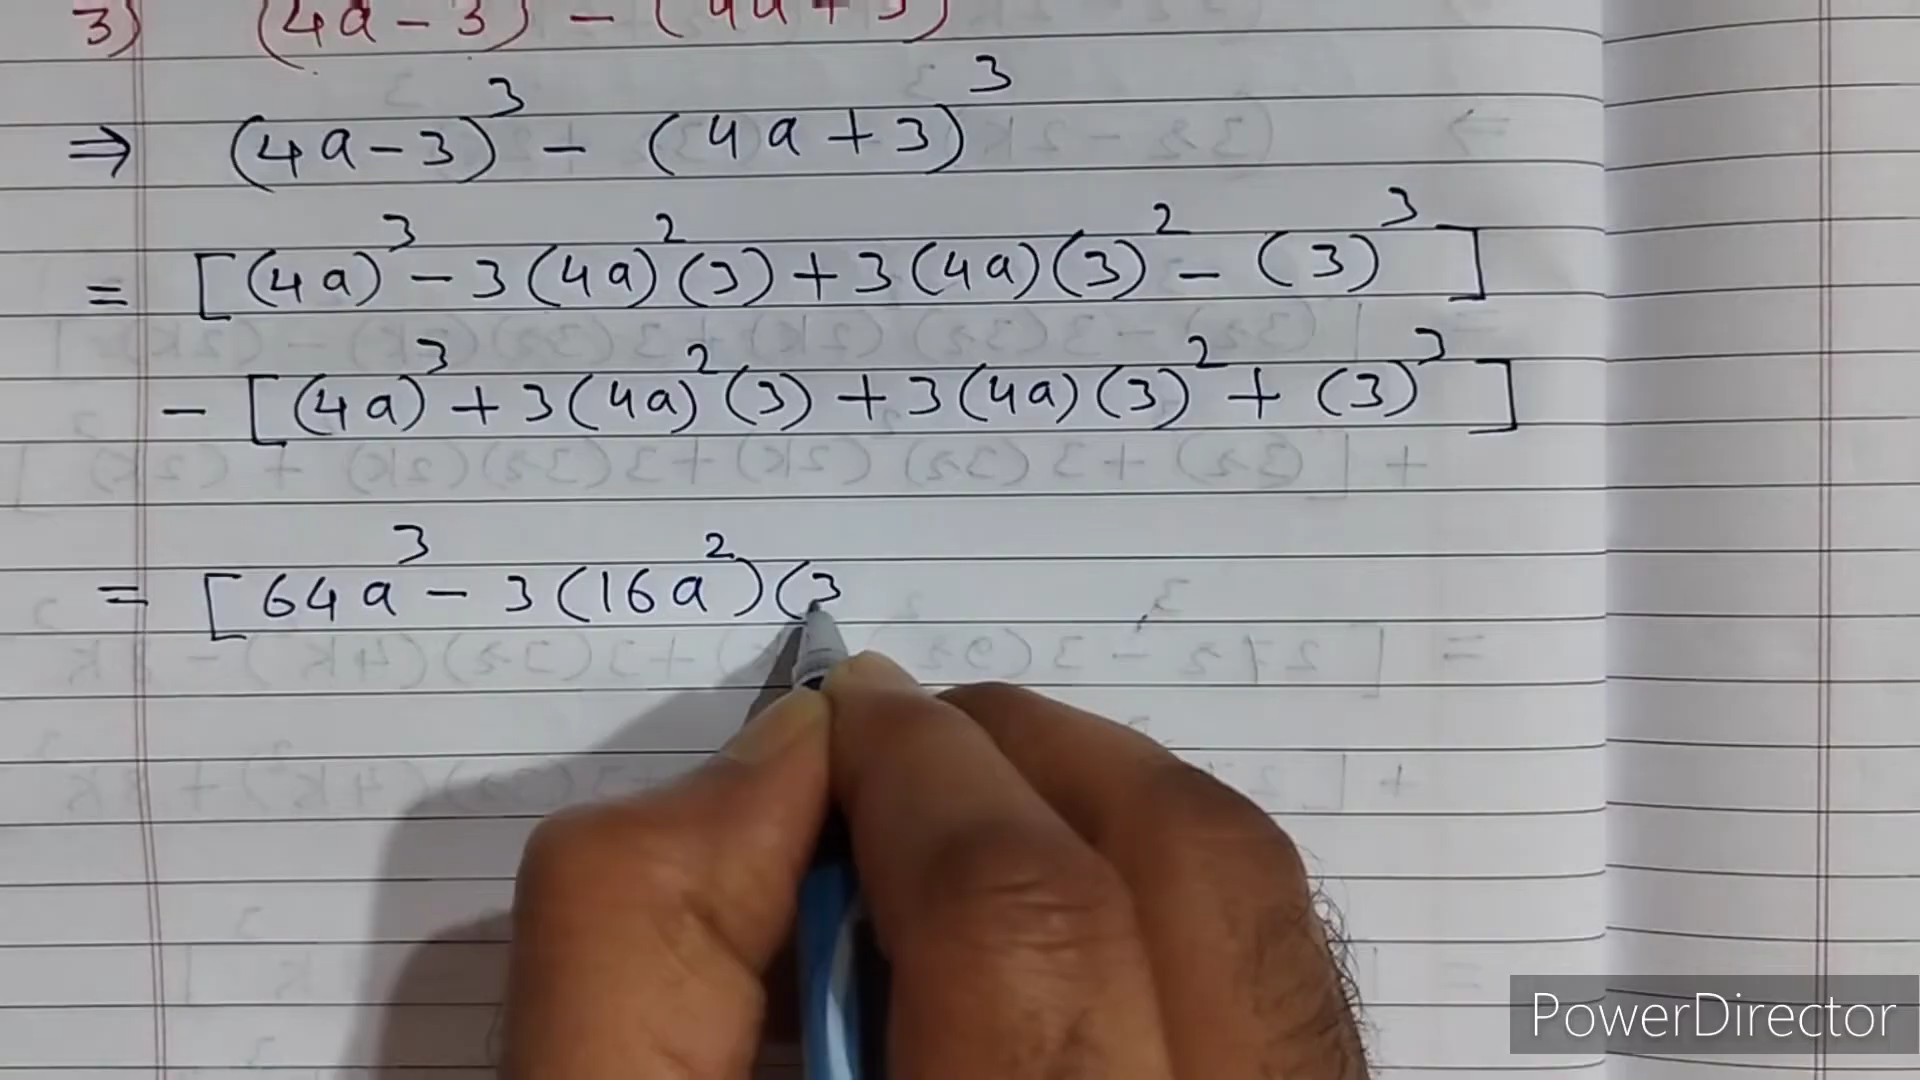 3) (4a - 3) - (4a + 3)
⇒ (4a - 3)³ - (4a + 3)³
= [(4a)³ - 3(4a)²(3) + 3(4a)(3)² - (3)³]
- [(4a)³ + 3(4a)²(3) + 3(4a)(3)² + (3)³]
= [64a³ - 3(16a²)(3
PowerDirector